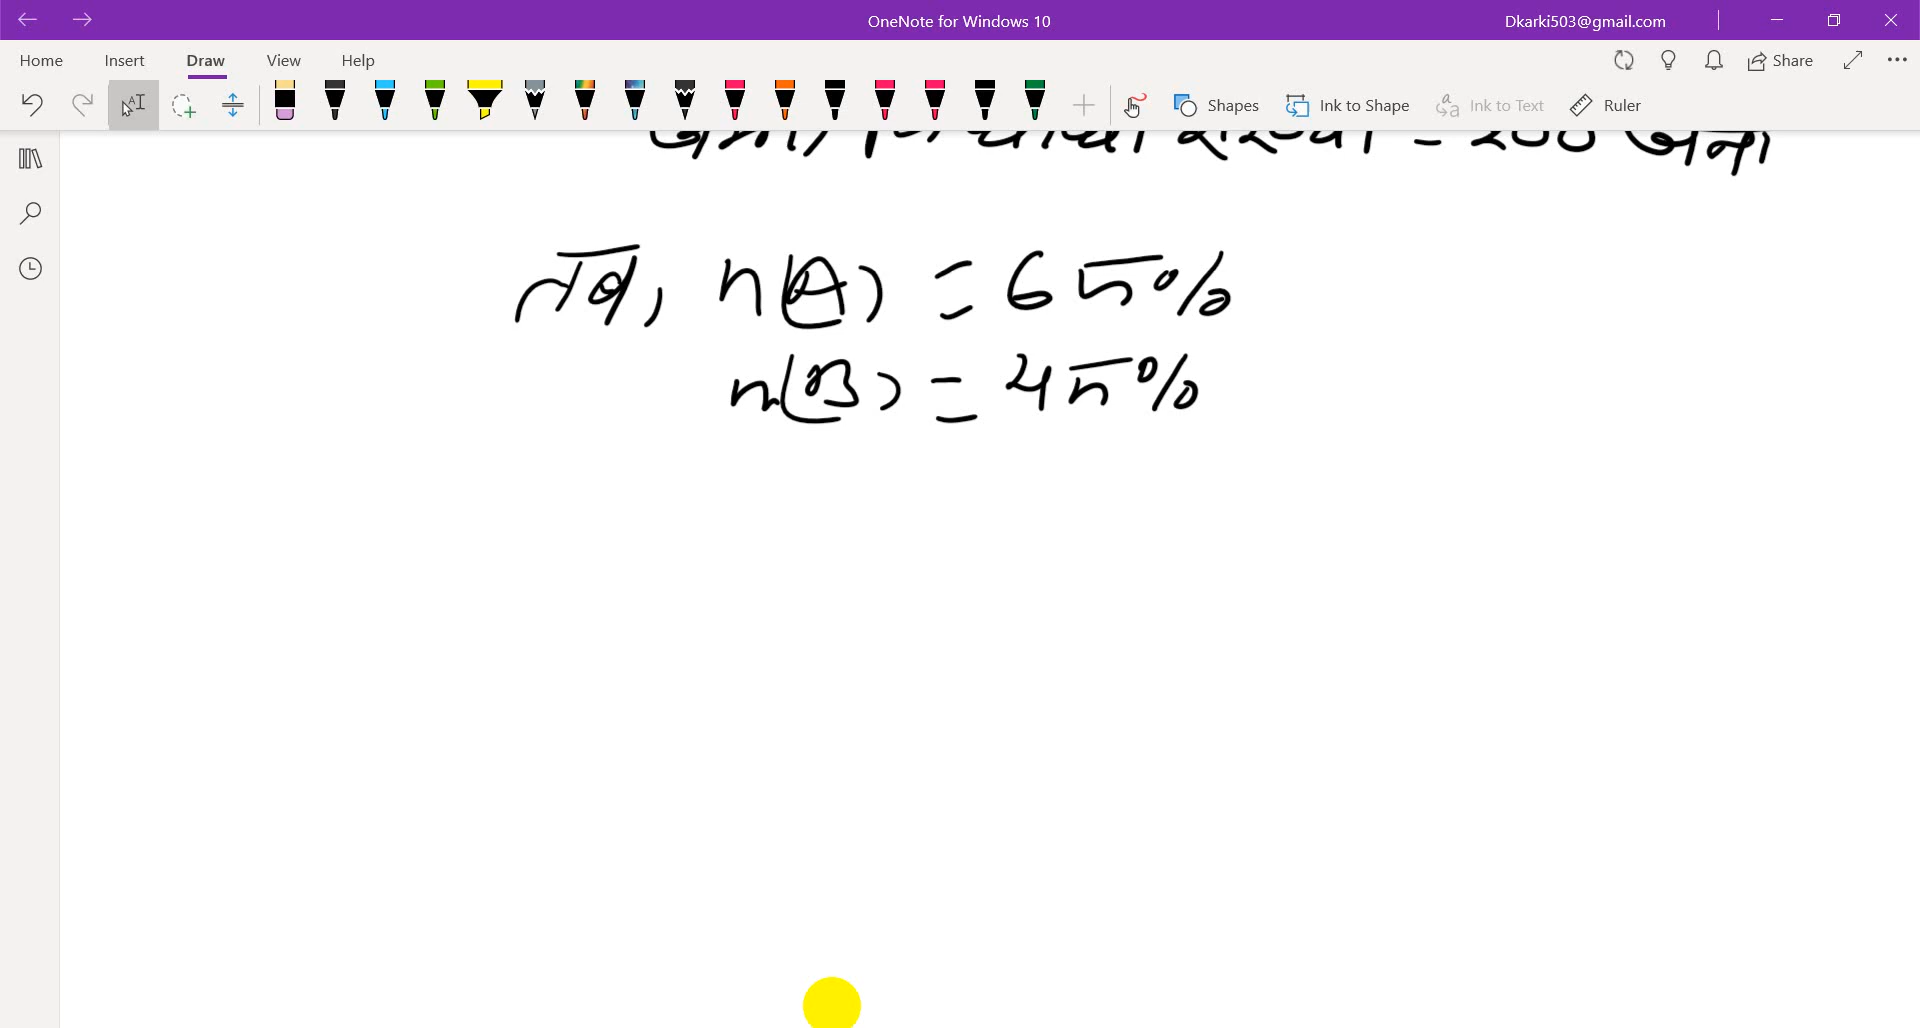 OneNote for Windows 10
Dkarki503@gmail.com
Home Insert Draw View Help
Share
Shapes Ink to Shape Ink to Text Ruler
= 200
n(A) = 65%
n(B) = 45%